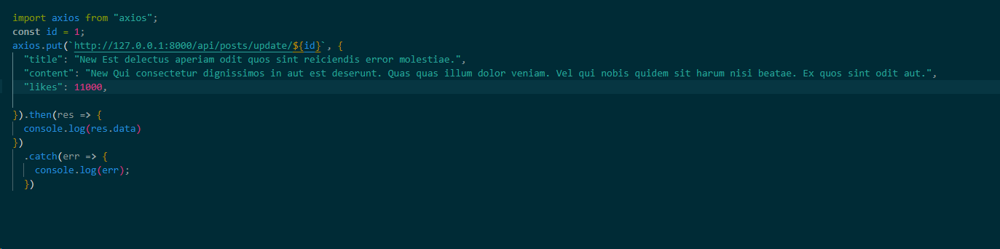 import axios from "axios";
const id = 1;
axios.put(`http://127.0.0.1:8000/api/posts/update/${id}`, {
  "title": "New Est delectus aperiam odit quos sint reiciendis error molestiae.",
  "content": "New Qui consectetur dignissimos in aut est deserunt. Quas quas illum dolor veniam. Vel qui nobis quidem sit harum nisi beatae. Ex quos sint odit aut.",
  "likes": 11000,
}).then(res => {
  console.log(res.data)
})
  .catch(err => {
    console.log(err);
  })